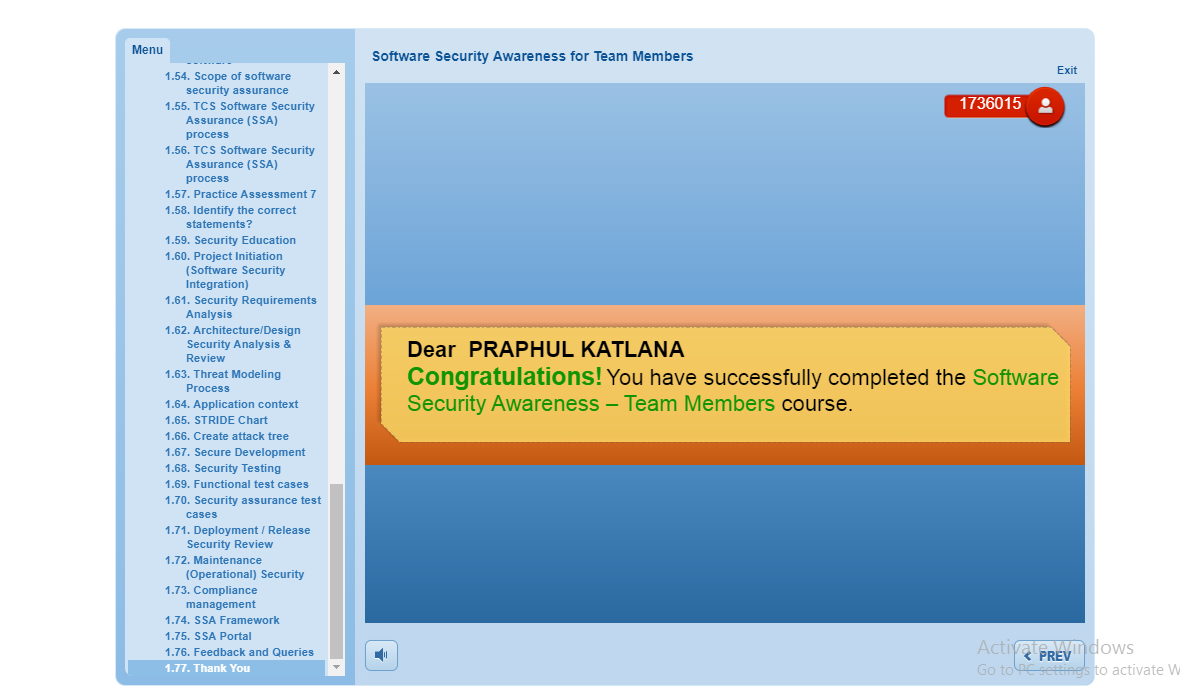 Menu
Software Security Awareness for Team Members
Exit
software
1.54. Scope of software
security assurance
1.55. TCS Software Security
Assurance (SSA)
process
1.56. TCS Software Security
Assurance (SSA)
process
1.57. Practice Assessment 7
1.58. Identify the correct
statements?
1.59. Security Education
1.60. Project Initiation
(Software Security
Integration)
1.61. Security Requirements
Analysis
1.62. Architecture/Design
Security Analysis &
Review
1.63. Threat Modeling
Process
1.64. Application context
1.65. STRIDE Chart
1.66. Create attack tree
1.67. Secure Development
1.68. Security Testing
1.69. Functional test cases
1.70. Security assurance test
cases
1.71. Deployment / Release
Security Review
1.72. Maintenance
(Operational) Security
1.73. Compliance
management
1.74. SSA Framework
1.75. SSA Portal
1.76. Feedback and Queries
1.77. Thank You
1736015
Dear PRAPHUL KATLANA
Congratulations! You have successfully completed the Software
Security Awareness – Team Members course.
PREV
Activate Windows
Go to PC settings to activate W